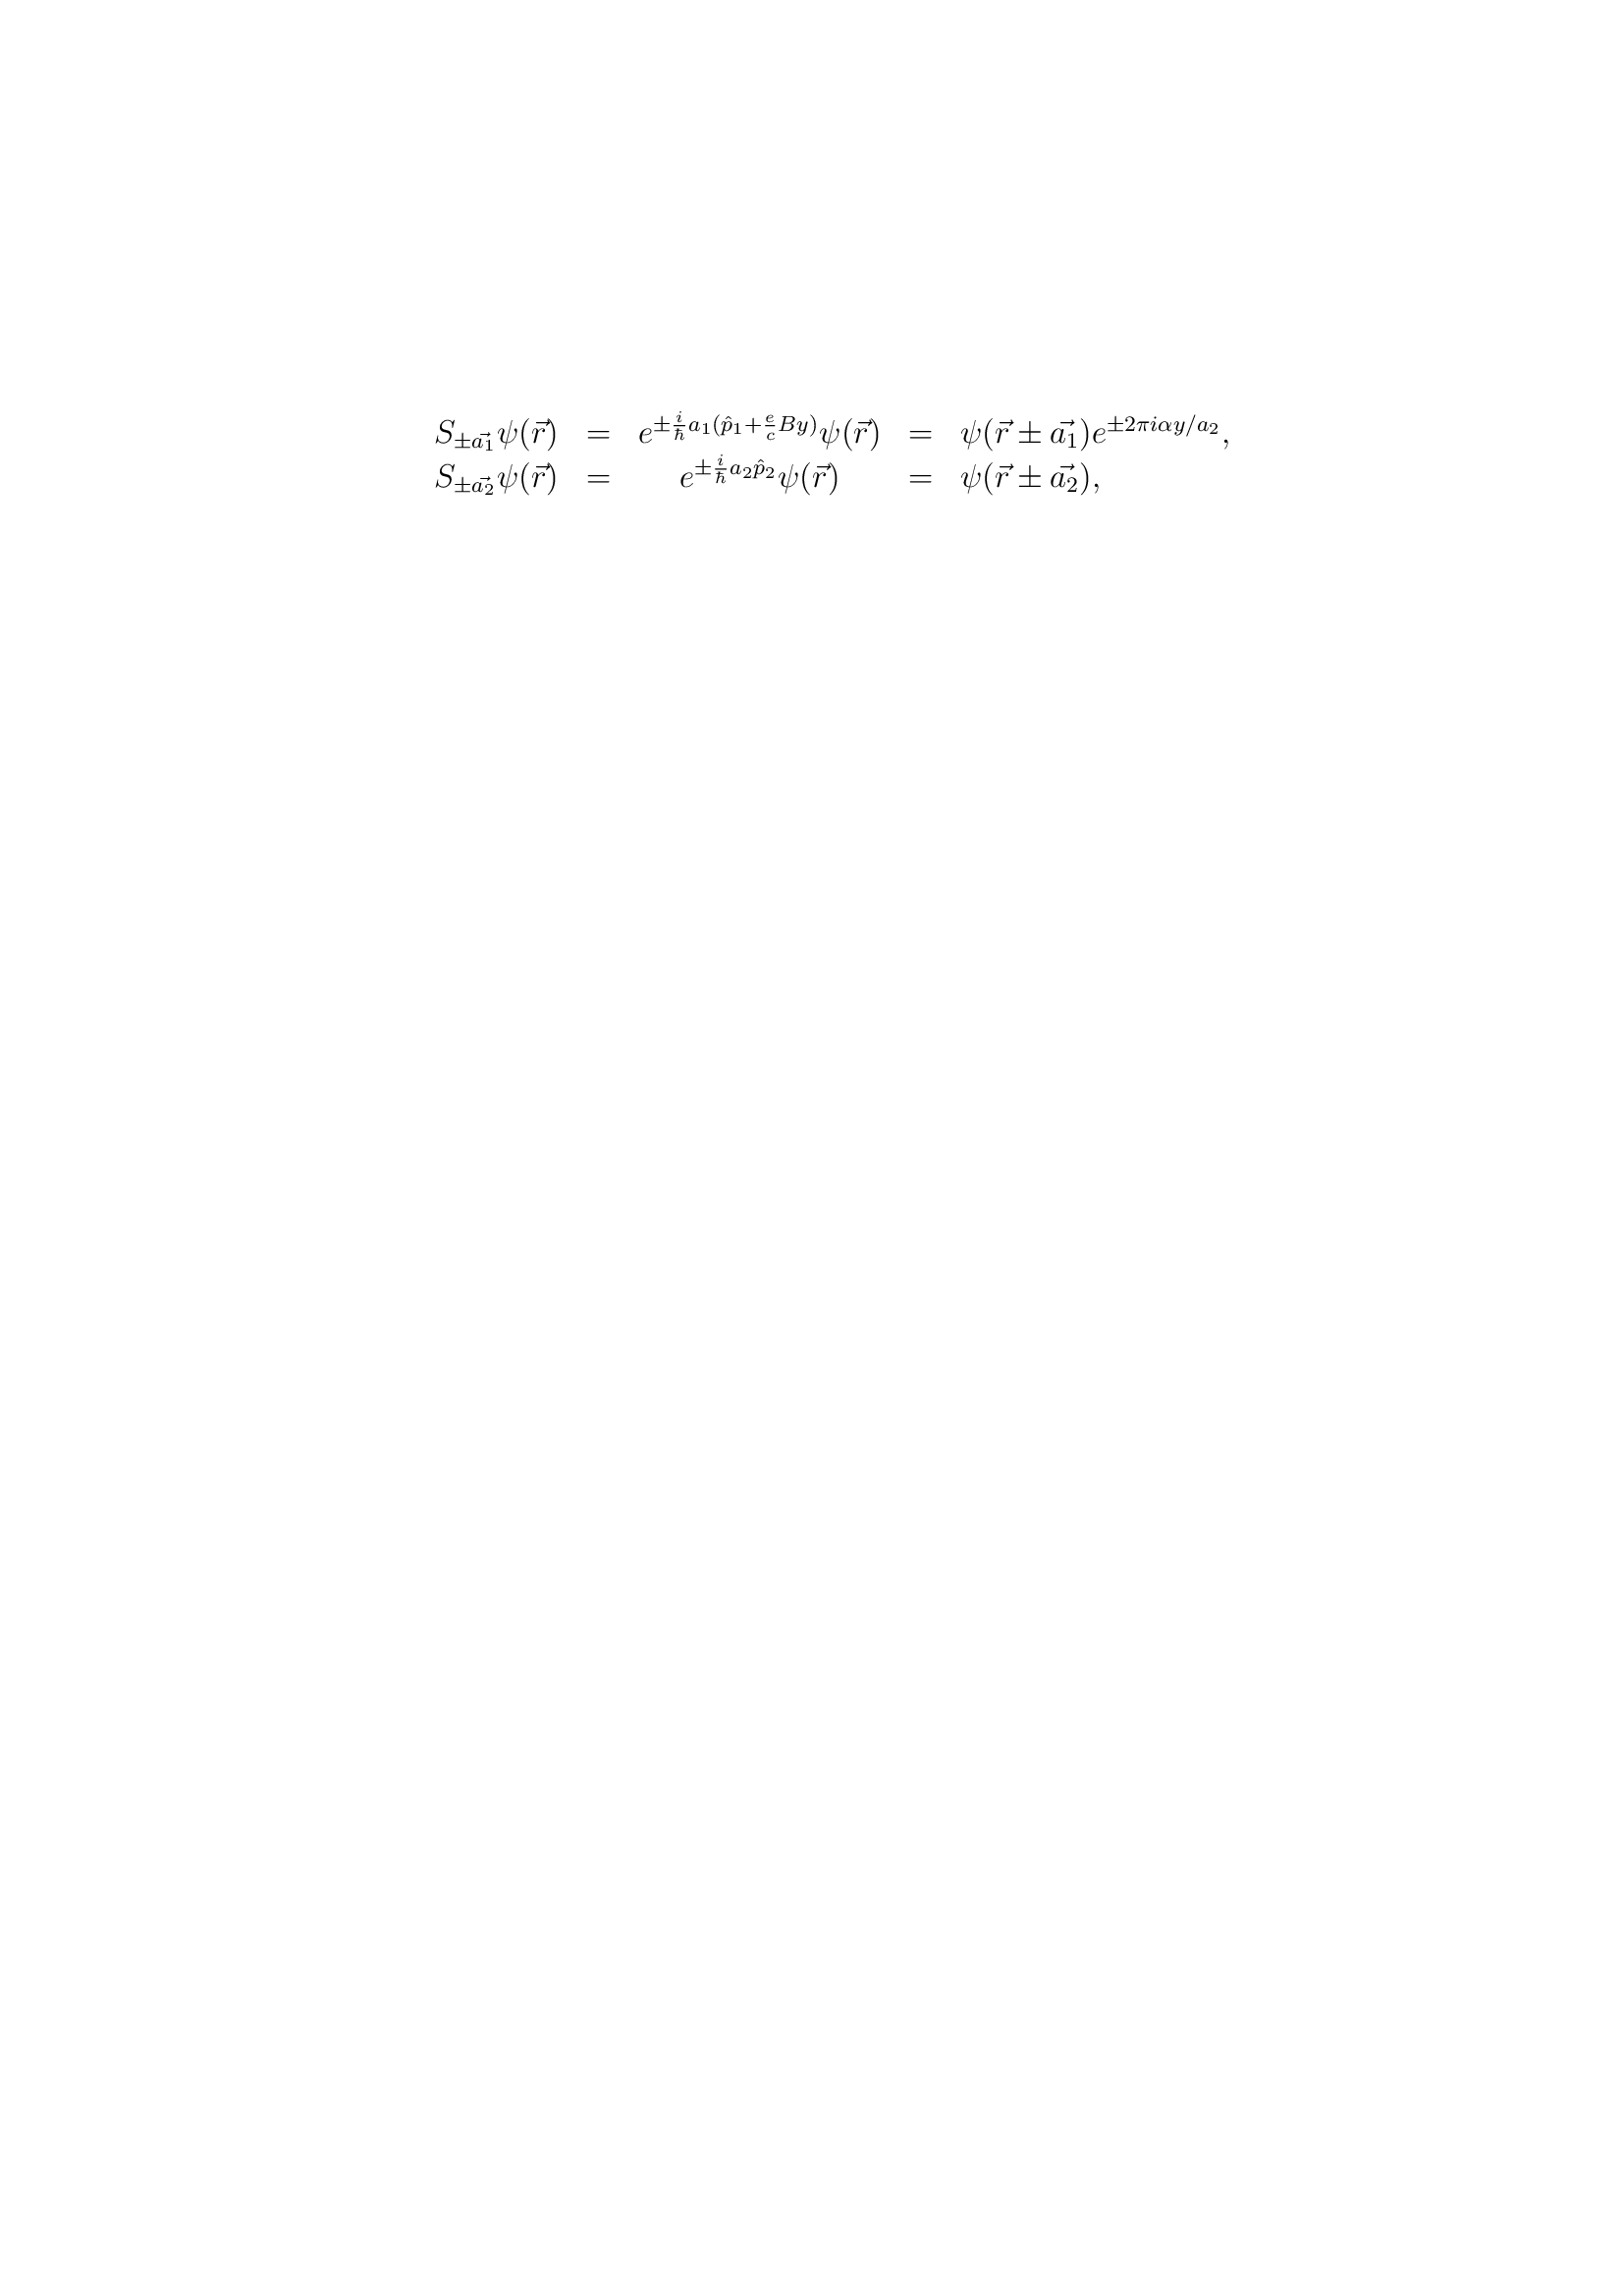 $S_{\pm\vec{a_1}}\psi(\vec{r}) = e^{\pm\frac{i}{\hbar}a_1(\hat{p}_1+\frac{e}{c}By)}\psi(\vec{r}) = \psi(\vec{r}\pm\vec{a_1})e^{\pm 2\pi i\alpha y/a_2},$
$S_{\pm\vec{a_2}}\psi(\vec{r}) = e^{\pm\frac{i}{\hbar}a_2\hat{p}_2}\psi(\vec{r}) = \psi(\vec{r}\pm\vec{a_2}),$